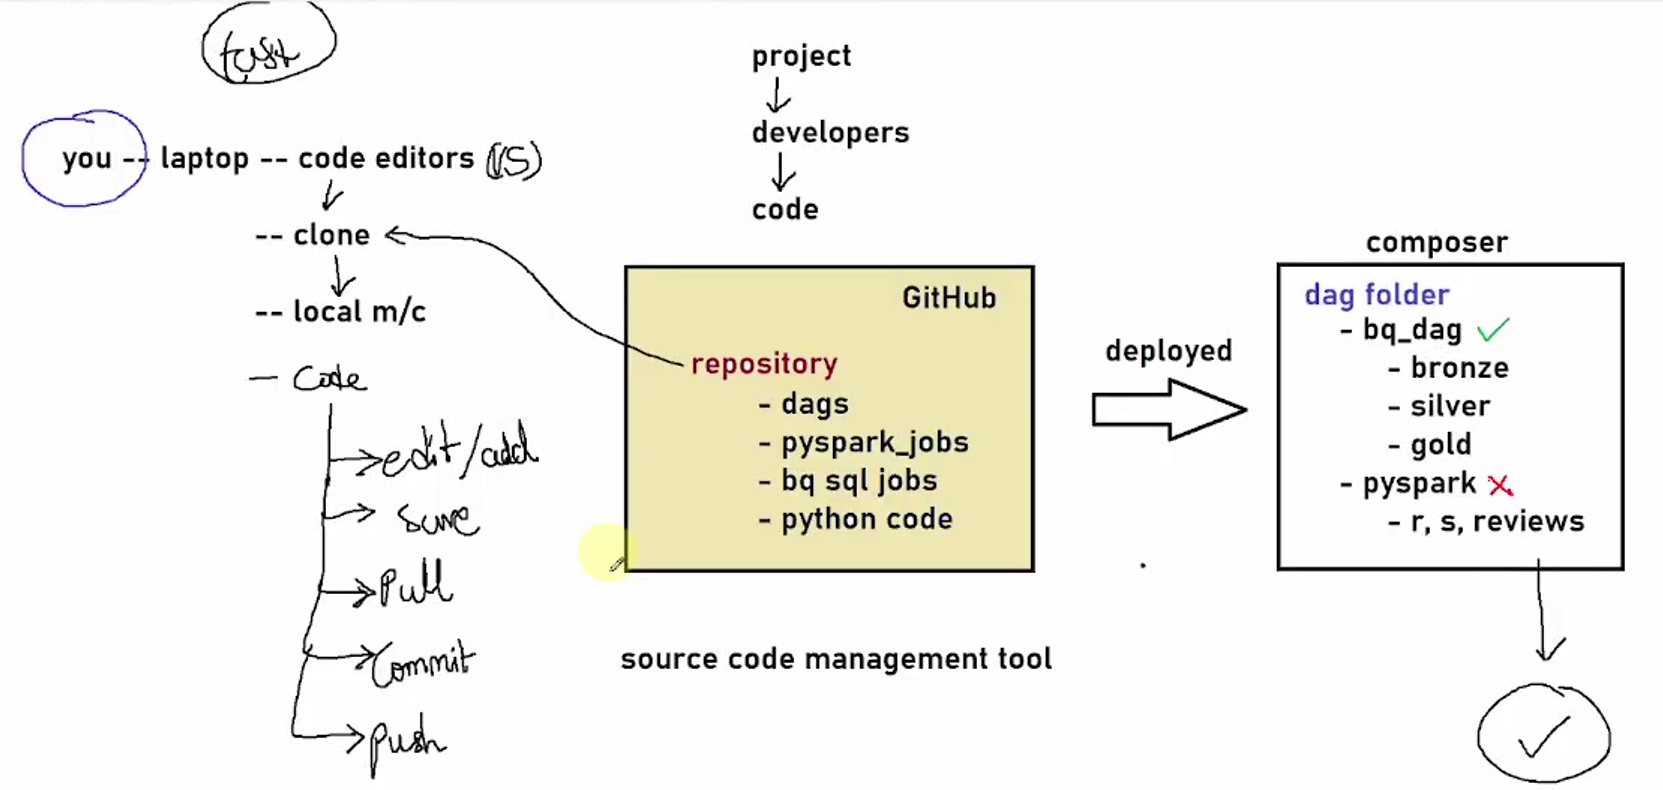 test
you -- laptop -- code editors (VS)
-- clone
-- local m/c
- Code
edit/add
save
Pull
Commit
push
project
developers
code
GitHub
repository
- dags
- pyspark_jobs
- bq sql jobs
- python code
source code management tool
deployed
composer
dag folder
- bq_dag ✓
- bronze
- silver
- gold
- pyspark ✗
- r, s, reviews
✓